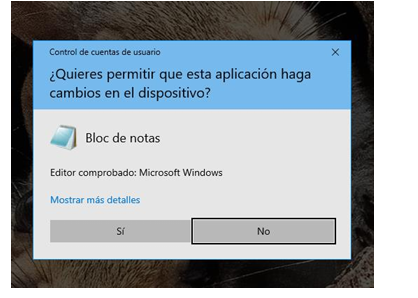 Control de cuentas de usuario
¿Quieres permitir que esta aplicación haga
cambios en el dispositivo?
Bloc de notas
Editor comprobado: Microsoft Windows
Mostrar más detalles
Sí
No